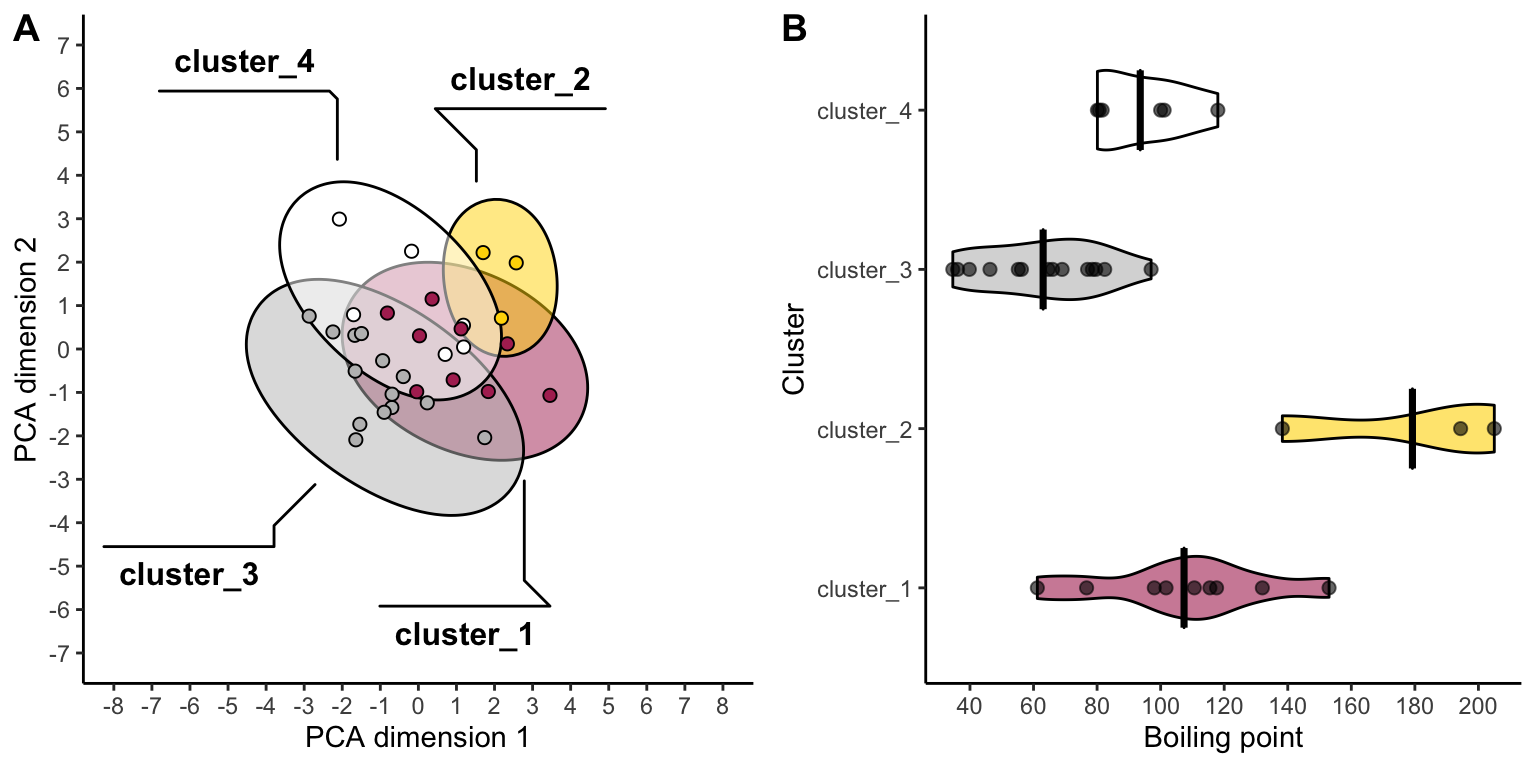 A
7
6
5
4
3
2
1
0
-1
-2
-3
-4
-5
-6
-7
PCA dimension 2
cluster_4
cluster_2
cluster_3
cluster_1
-8 -7 -6 -5 -4 -3 -2 -1 0 1 2 3 4 5 6 7 8
PCA dimension 1
B
Cluster
cluster_4
cluster_3
cluster_2
cluster_1
40 60 80 100 120 140 160 180 200
Boiling point